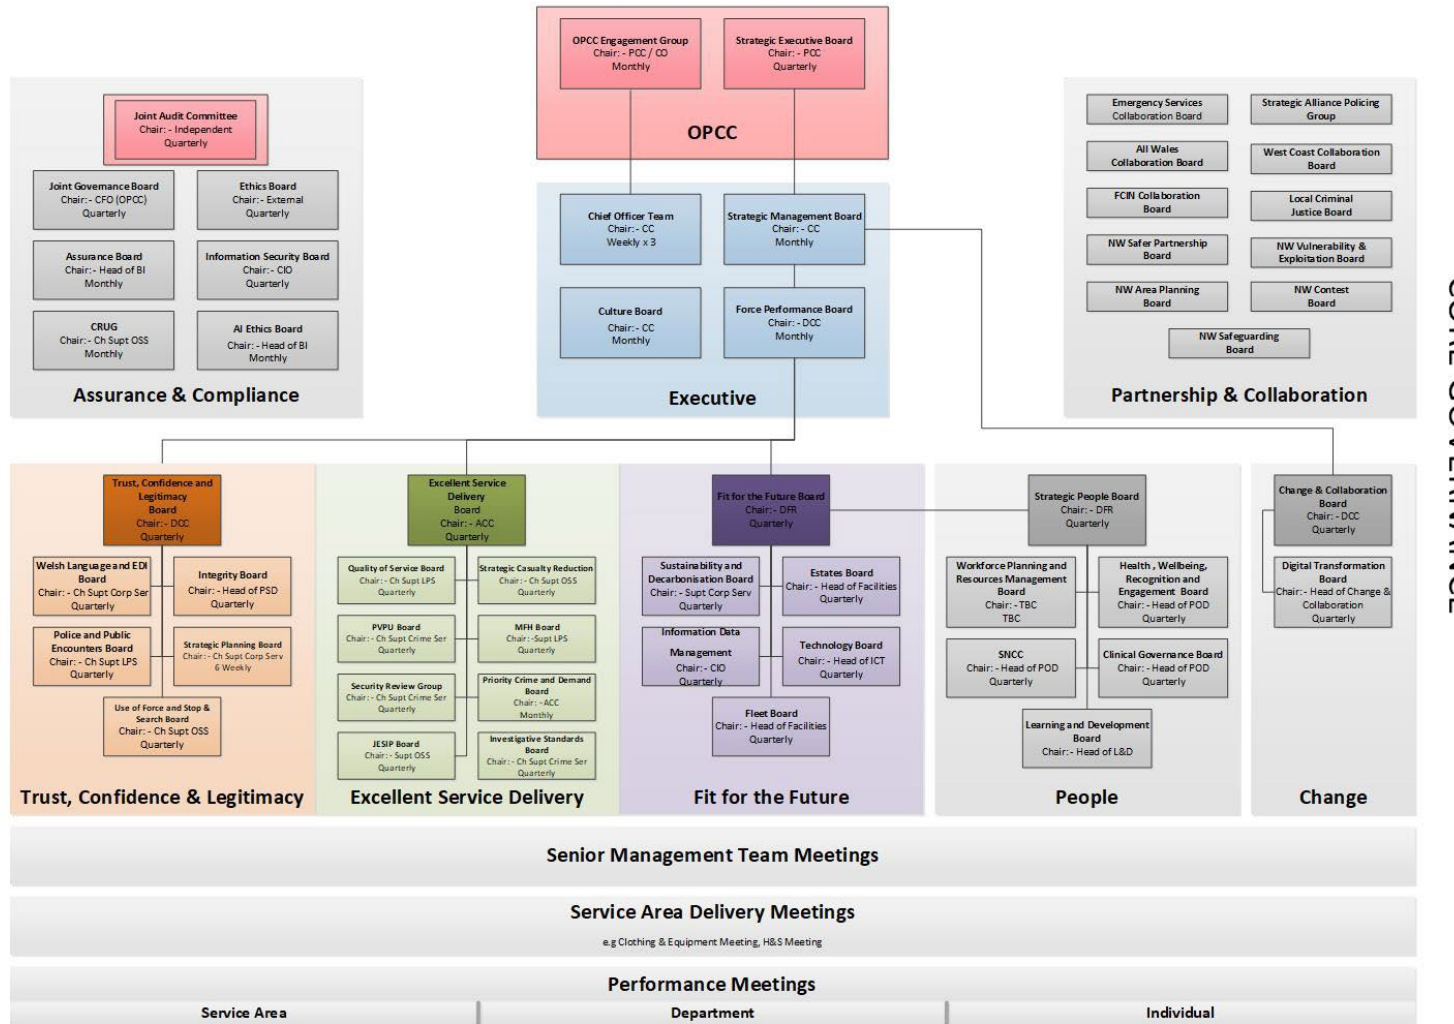 OPCC Engagement Group
Chair: - PCC / CO
Monthly
Strategic Executive Board
Chair: - PCC
Quarterly
OPCC
Joint Audit Committee
Chair: - Independent
Quarterly
Joint Governance Board
Chair: - CFO (OPCC)
Quarterly
Ethics Board
Chair: - External
Quarterly
Assurance Board
Chair: - Head of BI
Monthly
Information Security Board
Chair: - CIO
Quarterly
CRUG
Chair: - Ch Supt OSS
Monthly
AI Ethics Board
Chair: - Head of BI
Monthly
Assurance & Compliance
Chief Officer Team
Chair: - CC
Weekly x 3
Strategic Management Board
Chair: - CC
Monthly
Culture Board
Chair: - CC
Monthly
Force Performance Board
Chair: - DCC
Monthly
Executive
Emergency Services
Collaboration Board
Strategic Alliance Policing
Group
All Wales
Collaboration Board
West Coast Collaboration
Board
FCIN Collaboration
Board
Local Criminal
Justice Board
NW Safer Partnership
Board
NW Vulnerability &
Exploitation Board
NW Area Planning
Board
NW Contest
Board
NW Safeguarding
Board
Partnership & Collaboration
CORE GOVERNANCE
Trust, Confidence and
Legitimacy
Board
Chair: - DCC
Quarterly
Welsh Language and EDI
Board
Chair: - Ch Supt Corp Ser
Quarterly
Integrity Board
Chair: - Head of PSD
Quarterly
Police and Public
Encounters Board
Chair: - Ch Supt LPS
Quarterly
Strategic Planning Board
Chair: - Ch Supt Corp Serv
6 Weekly
Use of Force and Stop &
Search Board
Chair: - Ch Supt OSS
Quarterly
Trust, Confidence & Legitimacy
Excellent Service
Delivery
Board
Chair: - ACC
Quarterly
Quality of Service Board
Chair: - Ch Supt LPS
Quarterly
Strategic Casualty Reduction
Chair: - Ch Supt OSS
Quarterly
PVPU Board
Chair: - Ch Supt Crime Ser
Quarterly
MFH Board
Chair: -Supt LPS
Quarterly
Security Review Group
Chair: - Ch Supt Crime Ser
Quarterly
Priority Crime and Demand
Board
Chair: - ACC
Monthly
JESIP Board
Chair: - Supt OSS
Quarterly
Investigative Standards
Board
Chair: - Ch Supt Crime Ser
Quarterly
Excellent Service Delivery
Fit for the Future Board
Chair: - DFR
Quarterly
Sustainability and
Decarbonisation Board
Chair: - Supt Corp Serv
Quarterly
Estates Board
Chair: - Head of Facilities
Quarterly
Information Data
Management
Chair: - CIO
Quarterly
Technology Board
Chair: - Head of ICT
Quarterly
Fleet Board
Chair: - Head of Facilities
Quarterly
Fit for the Future
Strategic People Board
Chair: - DFR
Quarterly
Workforce Planning and
Resources Management
Board
Chair: - TBC
TBC
Health , Wellbeing,
Recognition and
Engagement Board
Chair: - Head of POD
Quarterly
SNCC
Chair: - Head of POD
Quarterly
Clinical Governance Board
Chair: - Head of POD
Quarterly
Learning and Development
Board
Chair: - Head of L&D
People
Change & Collaboration
Board
Chair: - DCC
Quarterly
Digital Transformation
Board
Chair: - Head of Change &
Collaboration
Quarterly
Change
Senior Management Team Meetings
Service Area Delivery Meetings
e.g Clothing & Equipment Meeting, H&S Meeting
Performance Meetings
Service Area
Department
Individual